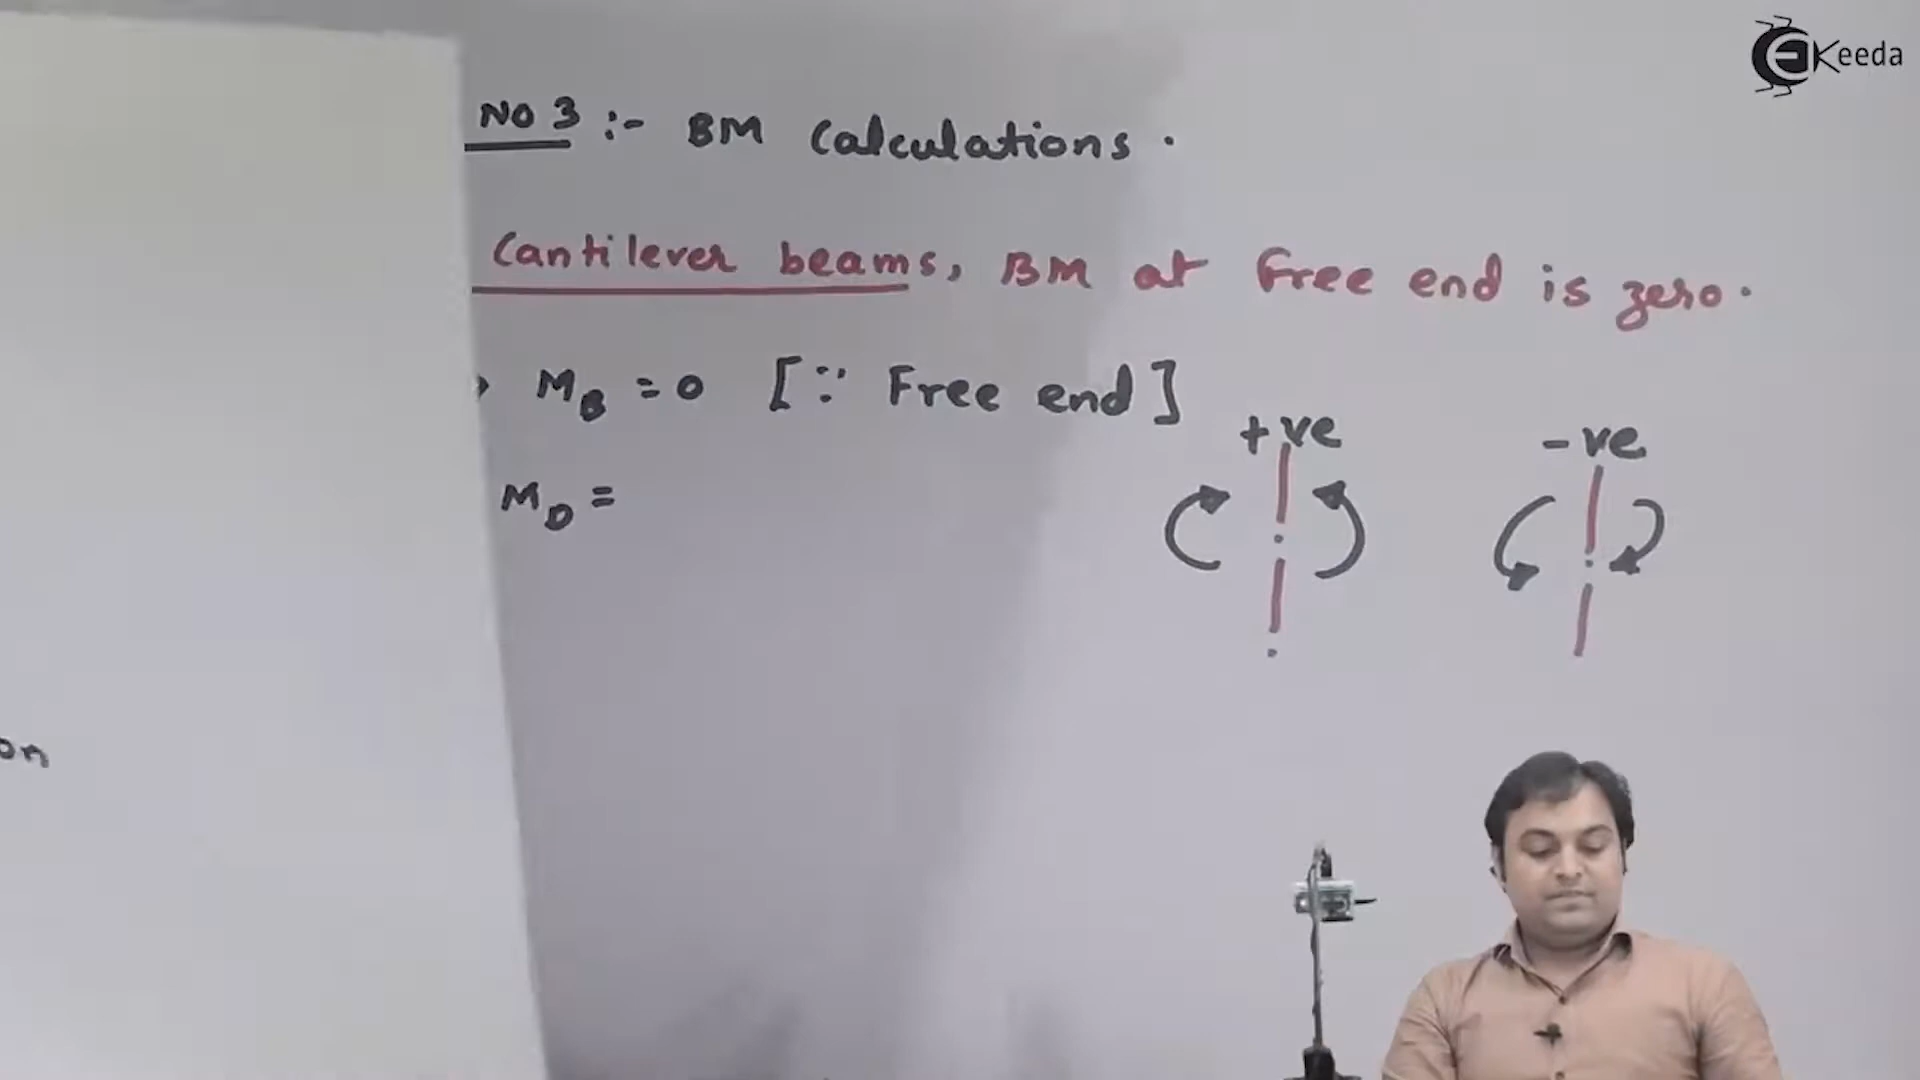 EKeeda
NO 3 :- BM Calculations.
Cantilever beams, BM at Free end is zero.
MB = 0 [∵ Free end]
+ve -ve
MD =
on